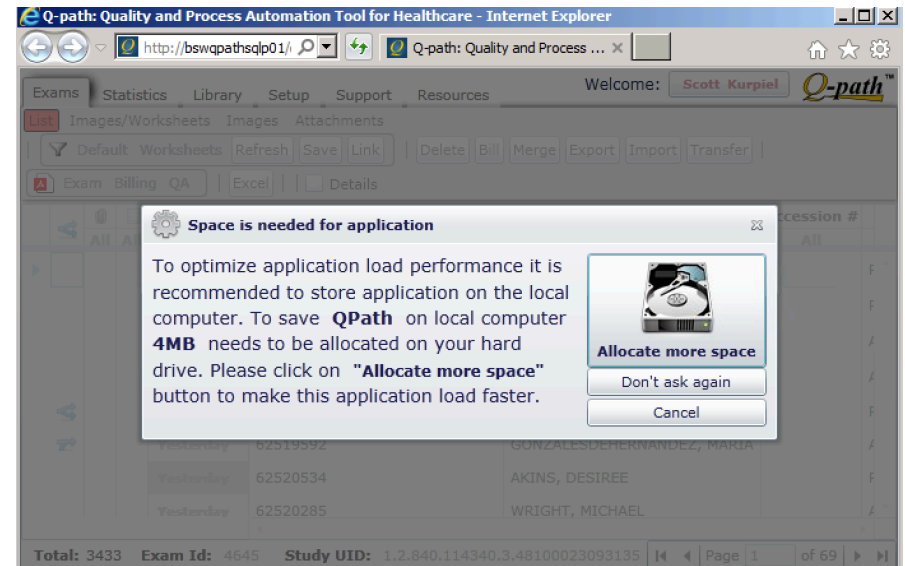 Q-path: Quality and Process Automation Tool for Healthcare - Internet Explorer
http://bswqpathsqlp01/ Q-path: Quality and Process ...
Exams Statistics Library Setup Support Resources Welcome: Scott Kurpiel Q-path™
List Images/Worksheets Images Attachments
Default Worksheets Refresh Save Link Delete Bill Merge Export Import Transfer
Exam Billing QA Excel Details
Space is needed for application
ccession #
All All
To optimize application load performance it is
recommended to store application on the local
computer. To save QPath on local computer
4MB needs to be allocated on your hard
drive. Please click on "Allocate more space"
button to make this application load faster.
Allocate more space
Don't ask again
Cancel
Yesterday 62519592 GONZALESDEHERNANDEZ, MARIA
Yesterday 62520534 AKINS, DESIREE
Yesterday 62520285 WRIGHT, MICHAEL
Total: 3433 Exam Id: 4645 Study UID: 1.2.840.114340.3.48100023093135 Page 1 of 69